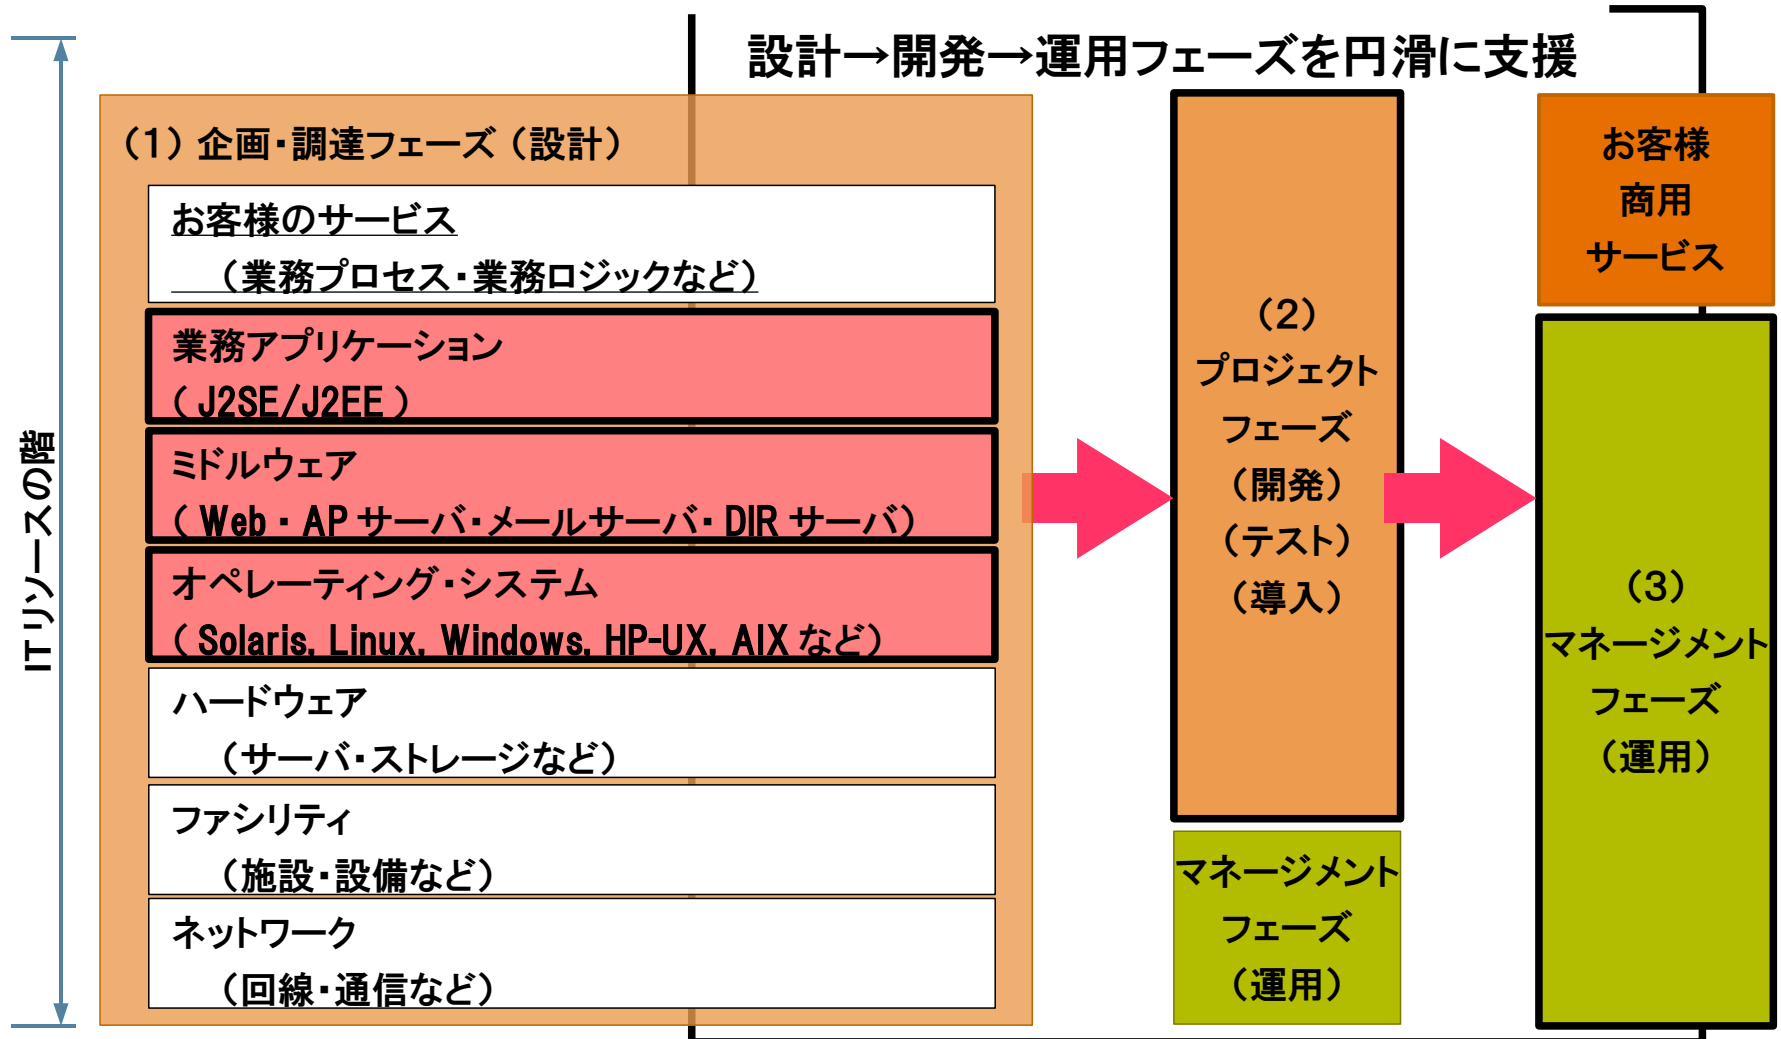 設計→開発→運用フェーズを円滑に支援
ITリソースの階
（１） 企画・調達フェーズ （設計）
お客様のサービス
（業務プロセス・業務ロジックなど）
業務アプリケーション
（ J2SE/J2EE ）
ミドルウェア
（ Web ・ AP サーバ・メールサーバ・ DIR サーバ）
オペレーティング・システム
（ Solaris, Linux, Windows, HP-UX, AIX など）
ハードウェア
（サーバ・ストレージなど）
ファシリティ
（施設・設備など）
ネットワーク
（回線・通信など）
（２）
プロジェクト
フェーズ
（開発）
（テスト）
（導入）
マネージメント
フェーズ
（運用）
お客様
商用
サービス
（３）
マネージメント
フェーズ
（運用）